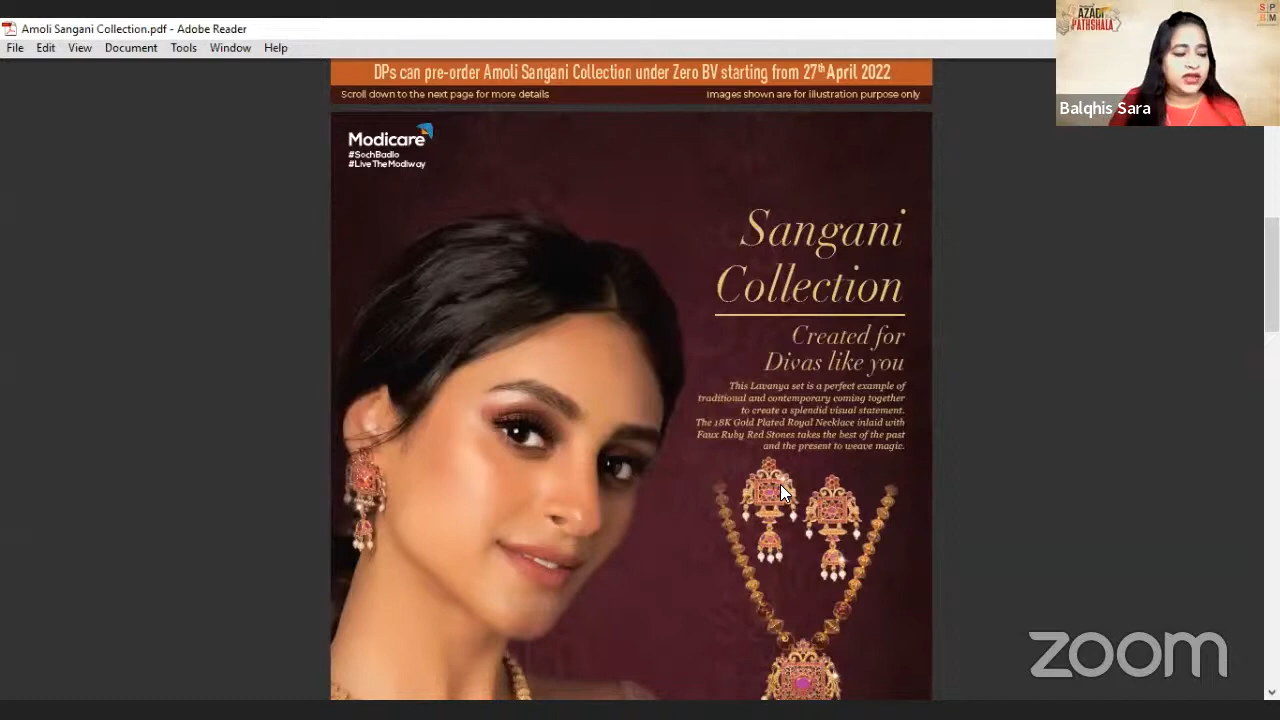 Amoli Sangani Collection.pdf - Adobe Reader
File Edit View Document Tools Window Help
AZADI
PATHSHALA
S P
B M
Balqhis Sara
DPs can pre-order Amoli Sangani Collection under Zero BV starting from 27th April 2022
Scroll down to the next page for more details
Images shown are for illustration purpose only
Modicare
#SochBadlo
#LiveTheModiway
Sangani
Collection
Created for
Divas like you
This Lavanya set is a perfect example of
traditional and contemporary coming together
to create a splendid visual statement.
The 18K Gold Plated Royal Necklace inlaid with
Faux Ruby Red Stones takes the best of the past
and the present to weave magic.
zoom